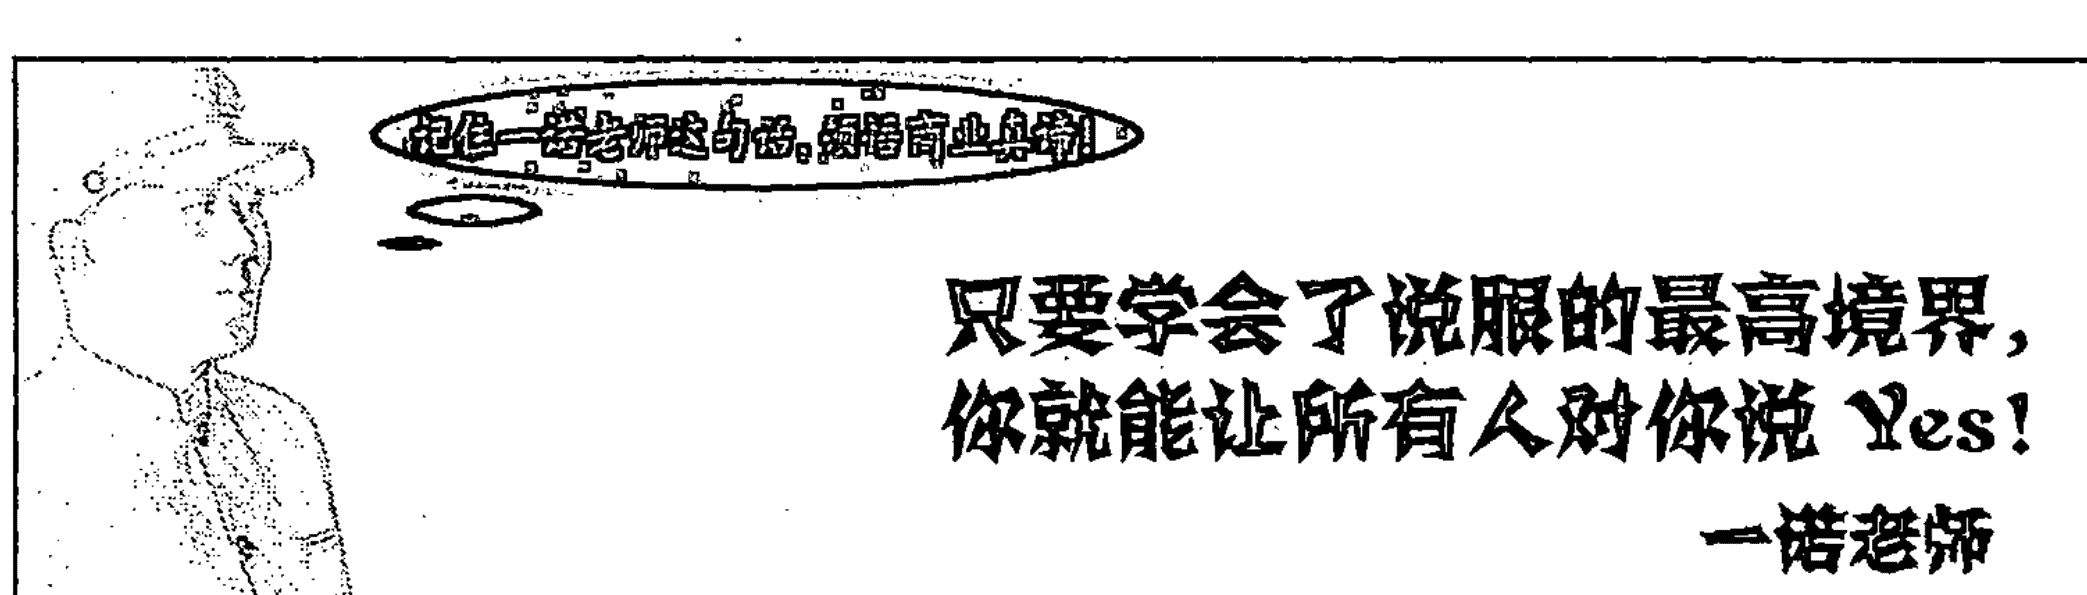 记住一诺老师这句话,领悟商业真谛!
只要学会了说服的最高境界,
你就能让所有人对你说 Yes!
一诺老师